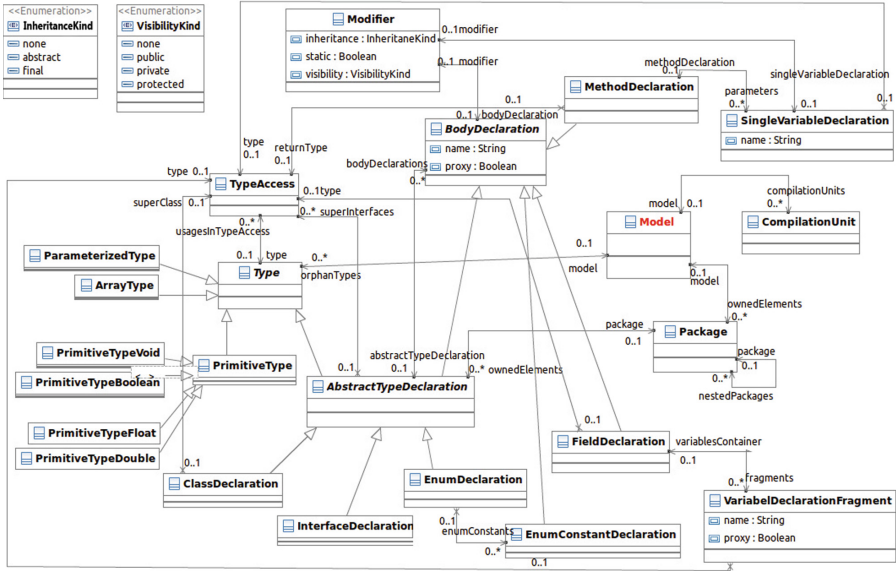 <<Enumeration>>
InheritanceKind
none
abstract
final
<<Enumeration>>
VisibilityKind
none
public
private
protected
Modifier
inheritance : InheritaneKind
static : Boolean
visibility : VisibilityKind
0..1modifier
0..1 modifier
methodDeclaration
0..1
singleVariableDeclaration
MethodDeclaration
parameters
0..*
0..1
0..1
SingleVariableDeclaration
name : String
0..1
0..1
bodyDeclaration
BodyDeclaration
name : String
proxy : Boolean
type
0..1
returnType
0..1
bodyDeclarations
0..*
type 0..1
TypeAccess
superClass
0..1
0..1type
0..* superInterfaces
0..*
usagesInTypeAccess
0..1
type
compilationUnits
model
0..1
0..*
Model
CompilationUnit
ParameterizedType
ArrayType
Type
0..*
orphanTypes
0..1
model
0..1
model
ownedElements
0..*
package
0..1
Package
package
0..1
0..*
nestedPackages
PrimitiveTypeVoid
PrimitiveTypeBoolean
< >
PrimitiveType
PrimitiveTypeFloat
PrimitiveTypeDouble
abstractTypeDeclaration
0..1
0..1
0..* ownedElements
AbstractTypeDeclaration
0..1
FieldDeclaration
variablesContainer
0..1
0..*
fragments
0..1
ClassDeclaration
EnumDeclaration
InterfaceDeclaration
0..1
enumConstants
0..*
EnumConstantDeclaration
0..1
VariabelDeclarationFragment
name : String
proxy : Boolean